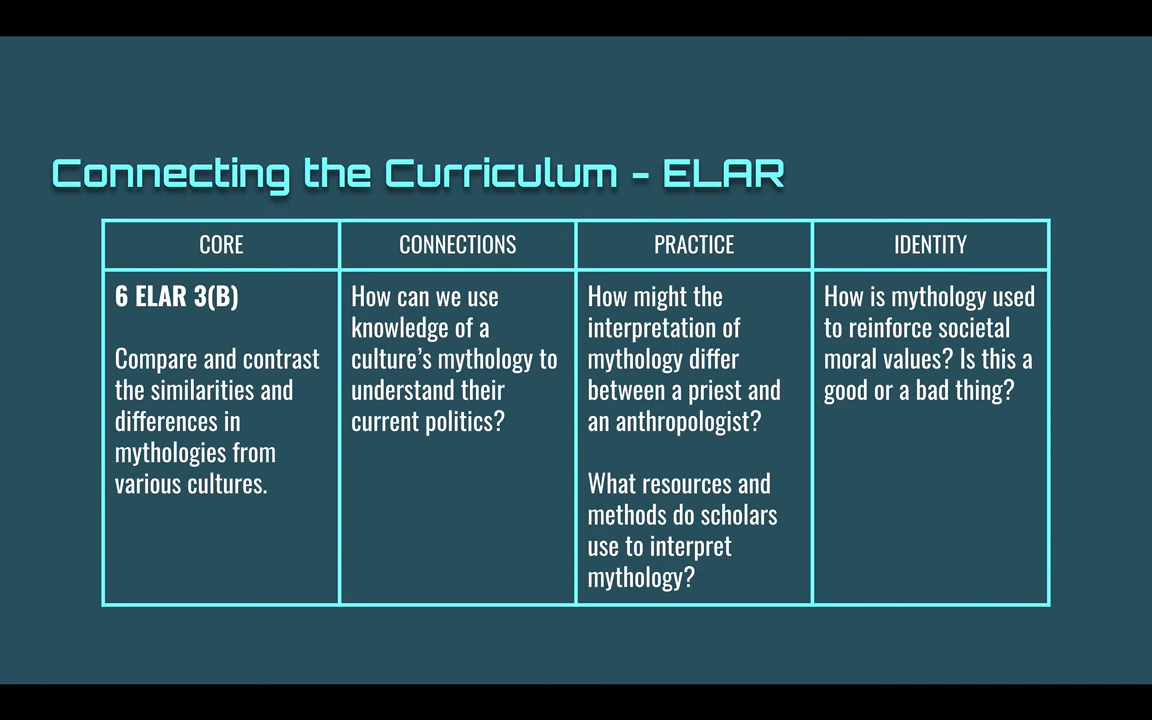 Connecting the Curriculum - ELAR
CORE
CONNECTIONS
PRACTICE
IDENTITY
6 ELAR 3(B)
Compare and contrast
the similarities and
differences in
mythologies from
various cultures.
How can we use
knowledge of a
culture's mythology to
understand their
current politics?
How might the
interpretation of
mythology differ
between a priest and
an anthropologist?
What resources and
methods do scholars
use to interpret
mythology?
How is mythology used
to reinforce societal
moral values? Is this a
good or a bad thing?